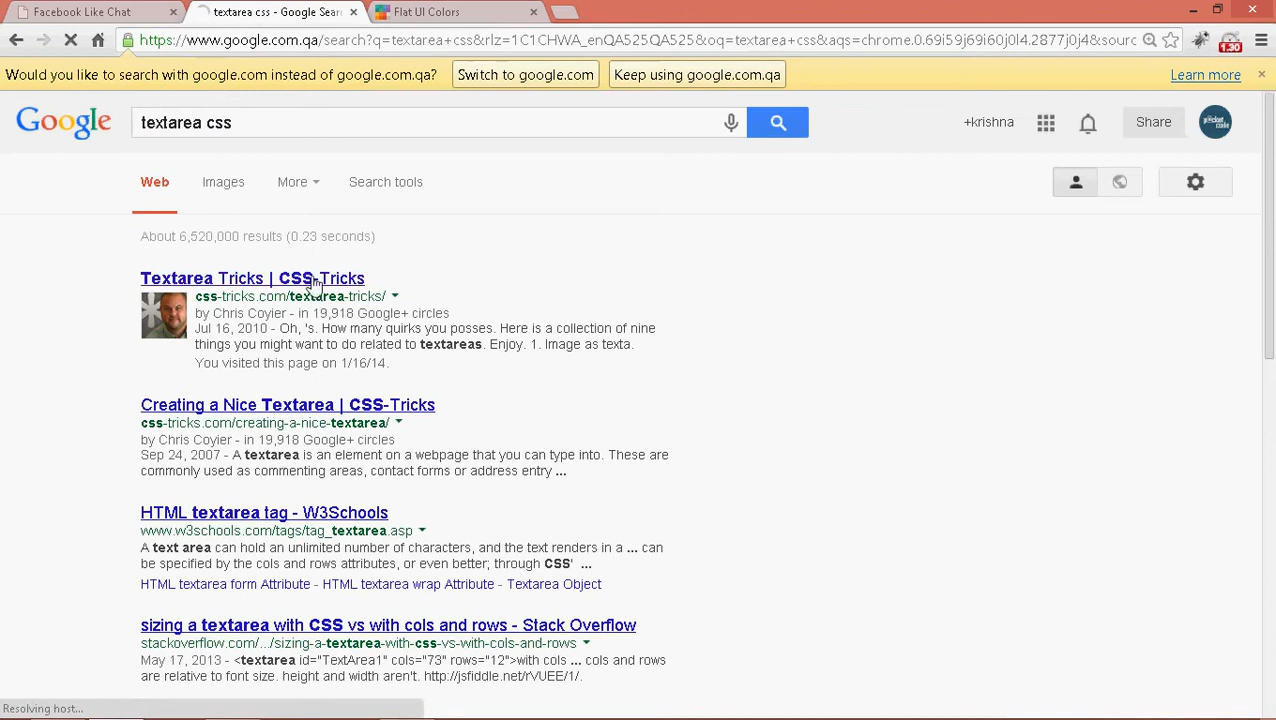 Facebook Like Chat
textarea css - Google Sear
Flat UI Colors
https://www.google.com.qa/search?q=textarea+css&rlz=1C1CHWA_enQA525QA525&oq=textarea+css&aqs=chrome.0.69i59j69i60j0l4.2877j0j4&sourc
1.30
Would you like to search with google.com instead of google.com.qa?
Switch to google.com
Keep using google.com.qa
Learn more
Google
textarea css
+krishna
Share
Web
Images
More
Search tools
About 6,520,000 results (0.23 seconds)
Textarea Tricks | CSS-Tricks
css-tricks.com/textarea-tricks/
by Chris Coyier - in 19,918 Google+ circles
Jul 16, 2010 - Oh, 's. How many quirks you posses. Here is a collection of nine
things you might want to do related to textareas. Enjoy. 1. Image as texta.
You visited this page on 1/16/14.
Creating a Nice Textarea | CSS-Tricks
css-tricks.com/creating-a-nice-textarea/
by Chris Coyier - in 19,918 Google+ circles
Sep 24, 2007 - A textarea is an element on a webpage that you can type into. These are
commonly used as commenting areas, contact forms or address entry ...
HTML textarea tag - W3Schools
www.w3schools.com/tags/tag_textarea.asp
A text area can hold an unlimited number of characters, and the text renders in a ... can
be specified by the cols and rows attributes, or even better; through CSS' ...
HTML textarea form Attribute - HTML textarea wrap Attribute - Textarea Object
sizing a textarea with CSS vs with cols and rows - Stack Overflow
stackoverflow.com/.../sizing-a-textarea-with-css-vs-with-cols-and-rows
May 17, 2013 - <textarea id="TextArea1" cols="73" rows="12">with cols ... cols and rows
are relative to font size. height and width aren't. http://jsfiddle.net/rVUEE/1/.
Resolving host...